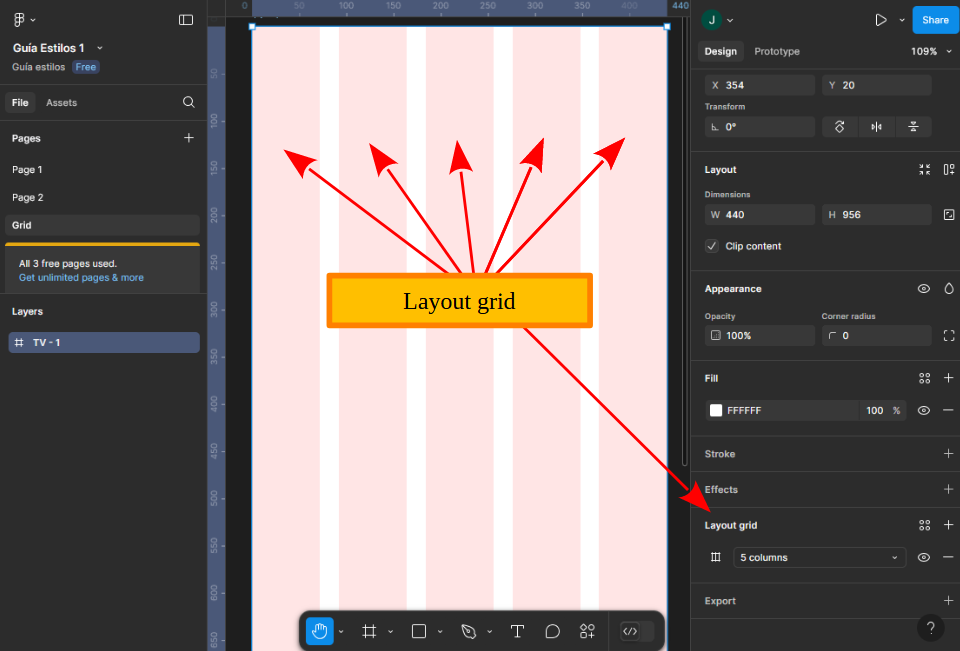 0 50 100 150 200 250 300 350 400 440
Guía Estilos 1
Guía estilos Free
File Assets
Pages
Page 1
Page 2
Grid
All 3 free pages used.
Get unlimited pages & more
Layers
TV - 1
50
100
150
200
250
300
350
400
450
500
550
600
650
Layout grid
J
Share
Design Prototype 109%
X 354 Y 20
Transform
0°
Layout
Dimensions
W 440 H 956
Clip content
Appearance
Opacity Corner radius
100% 0
Fill
FFFFFF 100 %
Stroke
Effects
Layout grid
5 columns
Export
?